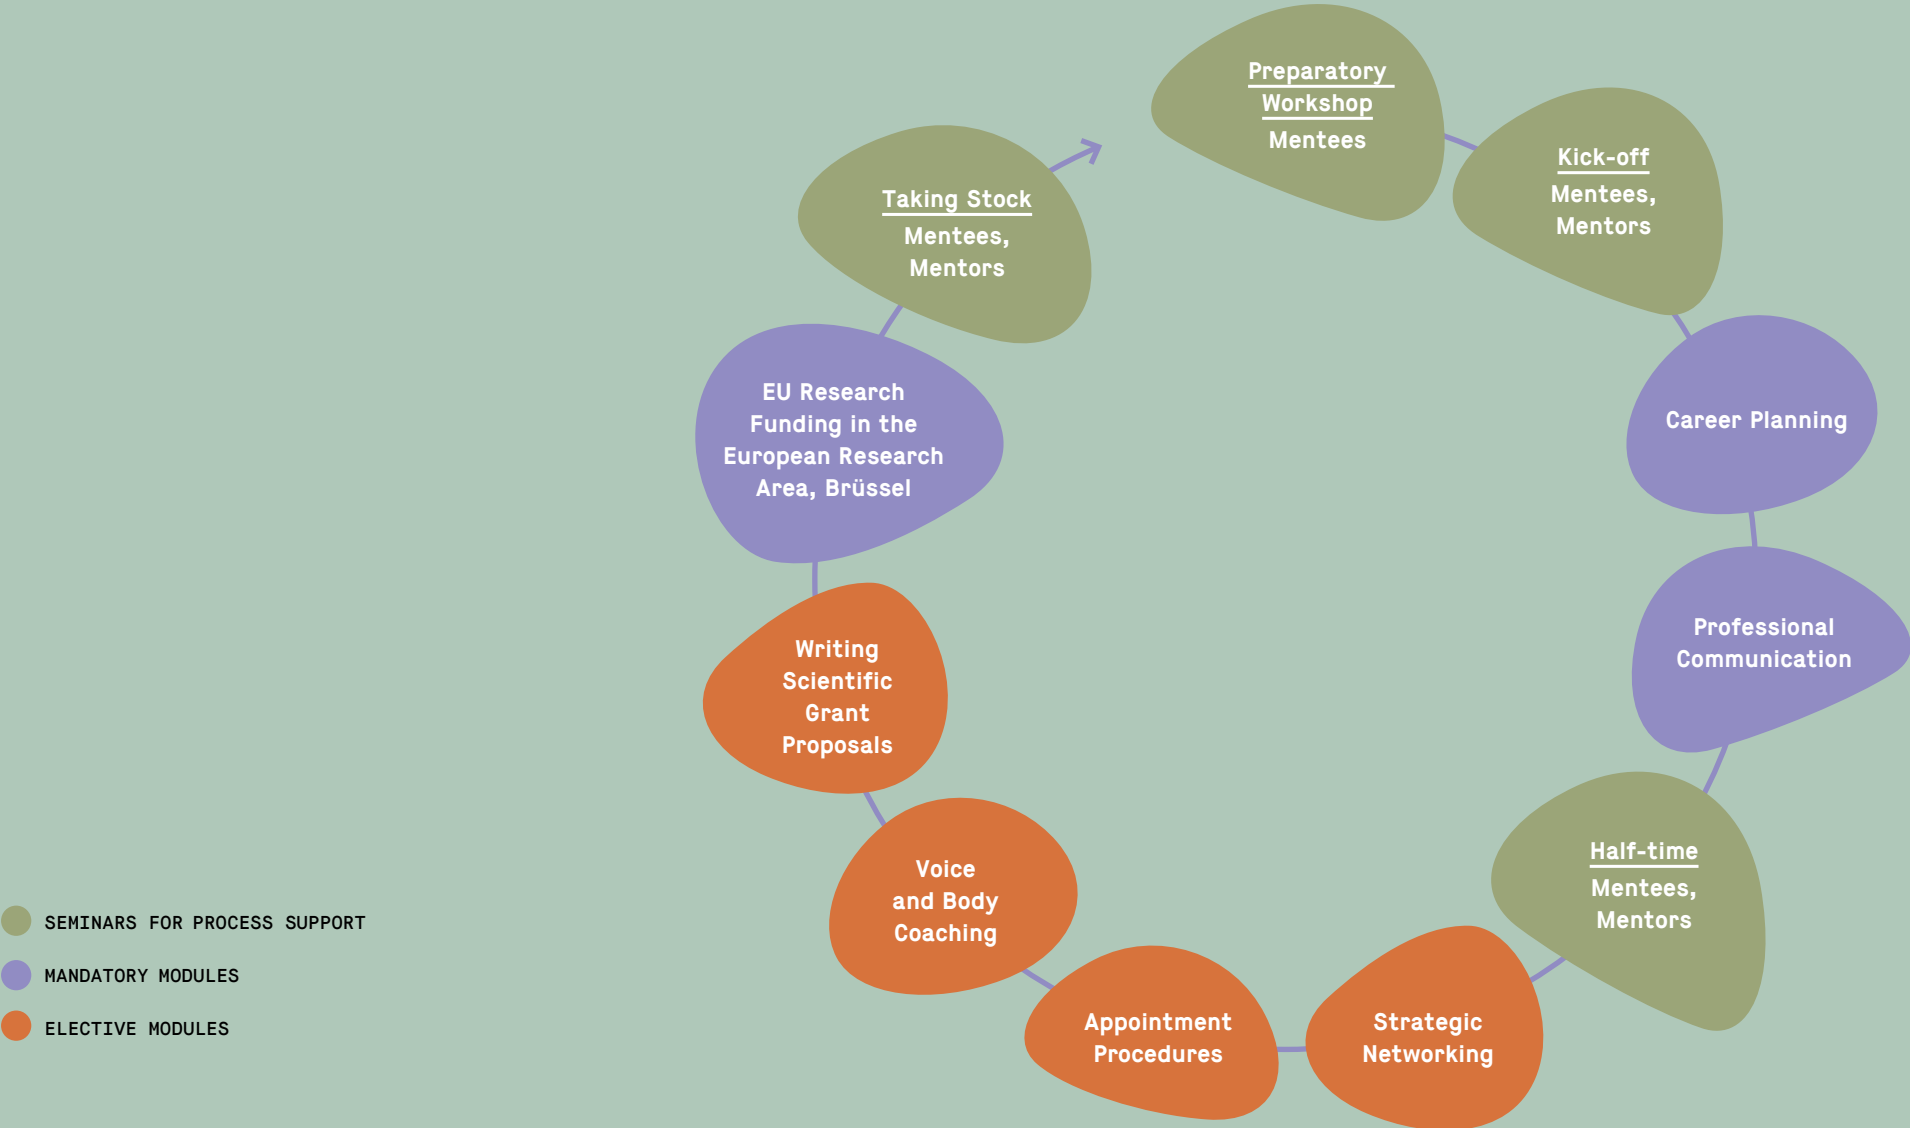 Preparatory
Workshop
Mentees
Kick-off
Mentees,
Mentors
Career Planning
Professional
Communication
Half-time
Mentees,
Mentors
Strategic
Networking
Appointment
Procedures
Voice
and Body
Coaching
Writing
Scientific
Grant
Proposals
EU Research
Funding in the
European Research
Area, Brüssel
Taking Stock
Mentees,
Mentors
SEMINARS FOR PROCESS SUPPORT
MANDATORY MODULES
ELECTIVE MODULES